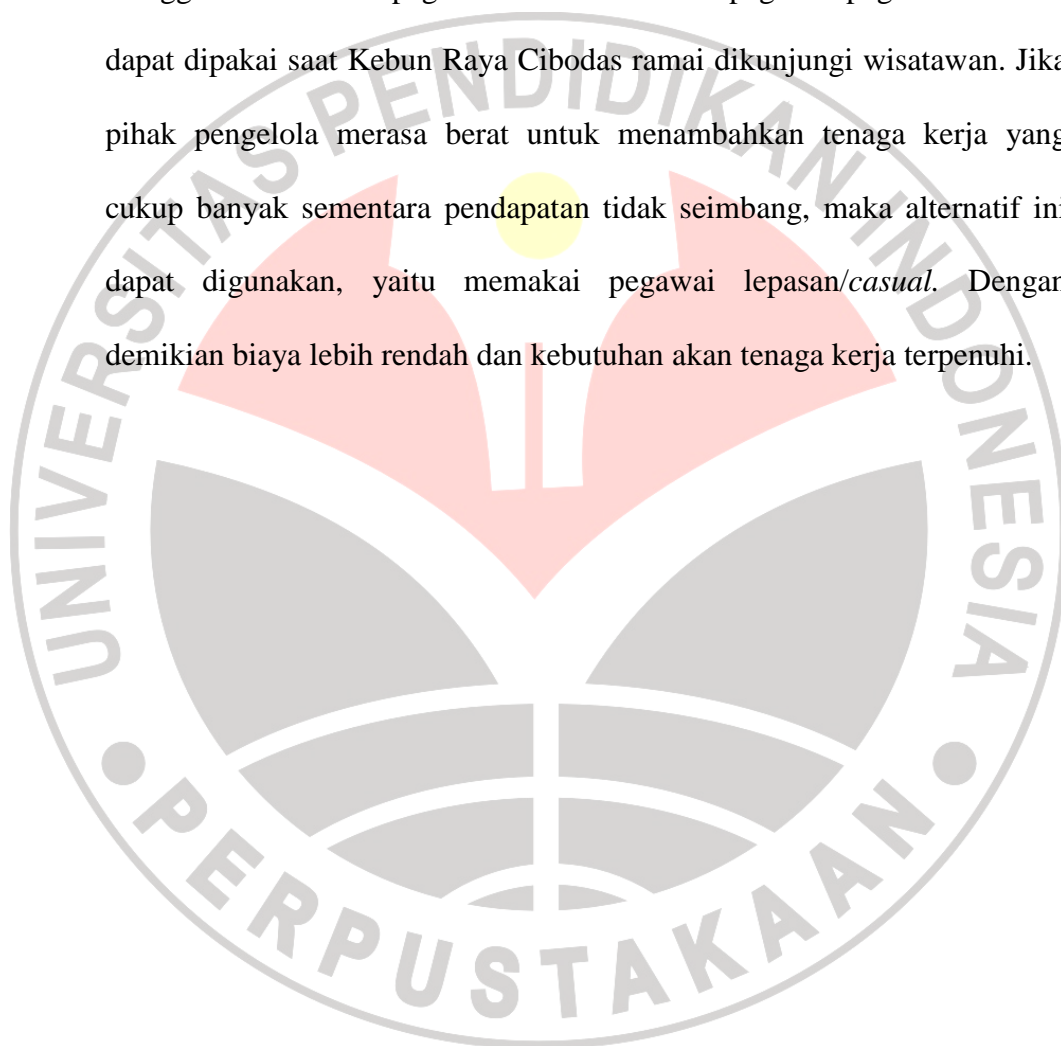 dapat dipakai saat Kebun Raya Cibodas ramai dikunjungi wisatawan. Jika
pihak pengelola merasa berat untuk menambahkan tenaga kerja yang
cukup banyak sementara pendapatan tidak seimbang, maka alternatif ini
dapat digunakan, yaitu memakai pegawai lepasan/casual. Dengan
demikian biaya lebih rendah dan kebutuhan akan tenaga kerja terpenuhi.
UNIVERSITAS PENDIDIKAN INDONESIA
PERPUSTAKAAN